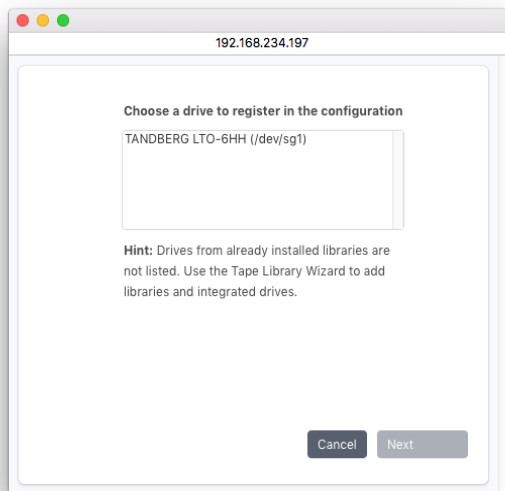 192.168.234.197
Choose a drive to register in the configuration
TANDBERG LTO-6HH (/dev/sg1)
Hint: Drives from already installed libraries are
not listed. Use the Tape Library Wizard to add
libraries and integrated drives.
Cancel Next